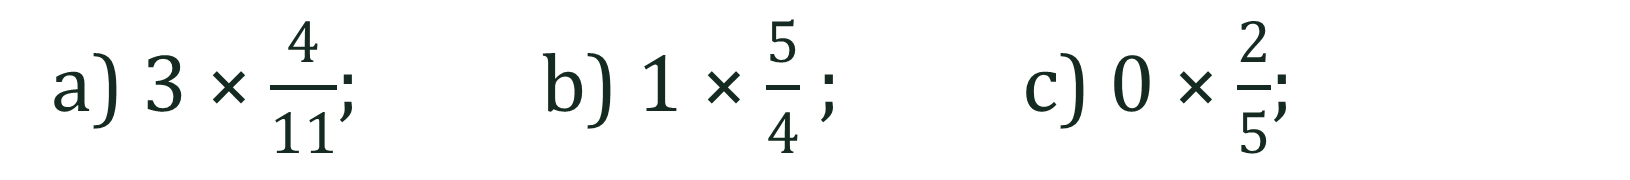 a) 3 × 4/11; b) 1 × 5/4 ; c) 0 × 2/5;